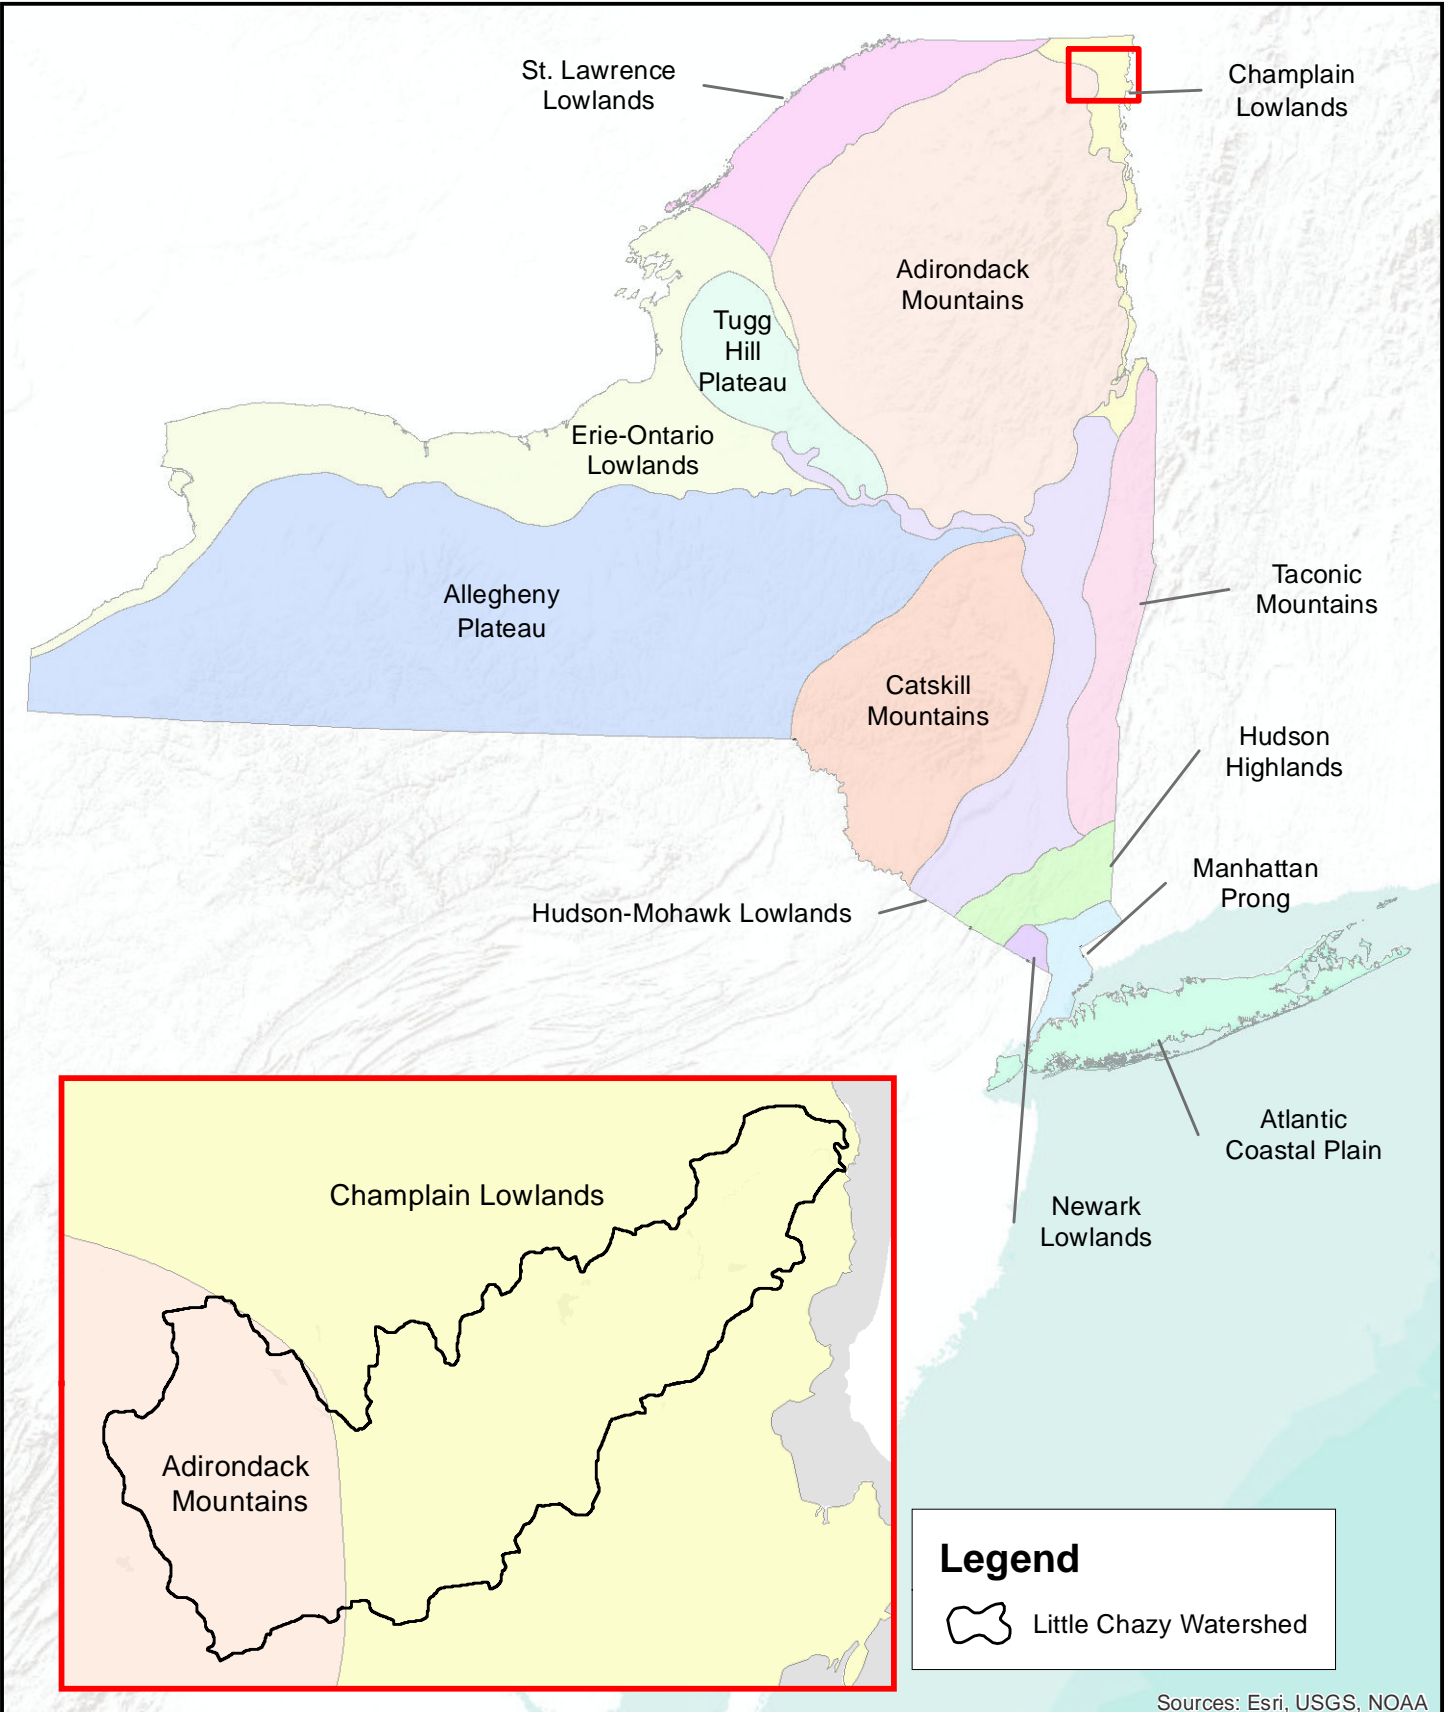 St. Lawrence
Lowlands
Champlain
Lowlands
Adirondack
Mountains
Tugg
Hill
Plateau
Erie-Ontario
Lowlands
Allegheny
Plateau
Taconic
Mountains
Catskill
Mountains
Hudson
Highlands
Manhattan
Prong
Hudson-Mohawk Lowlands
Atlantic
Coastal Plain
Newark
Lowlands
Champlain Lowlands
Adirondack
Mountains
Legend
Little Chazy Watershed
Sources: Esri, USGS, NOAA